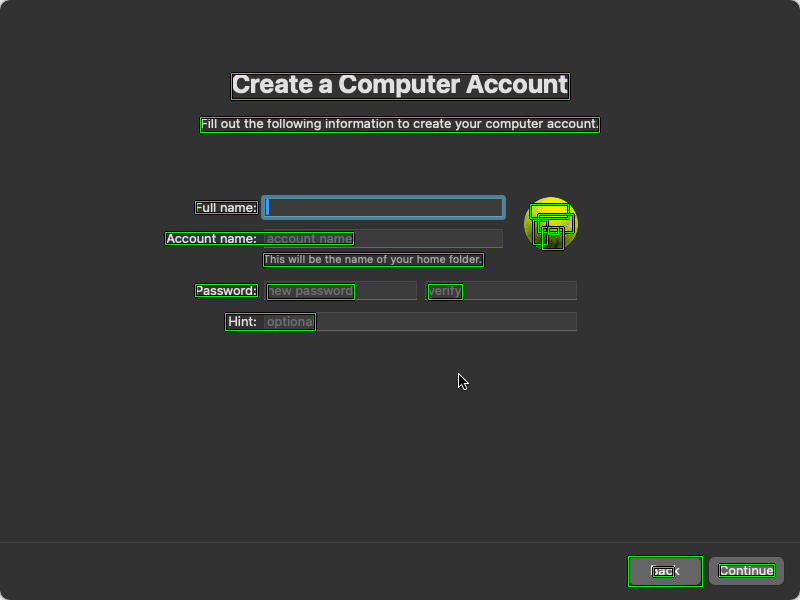 Create a Computer Account
Fill out the following information to create your computer account.
Full name:
Account name: account name
This will be the name of your home folder.
Password: new password verify
Hint: optional
Back Continue